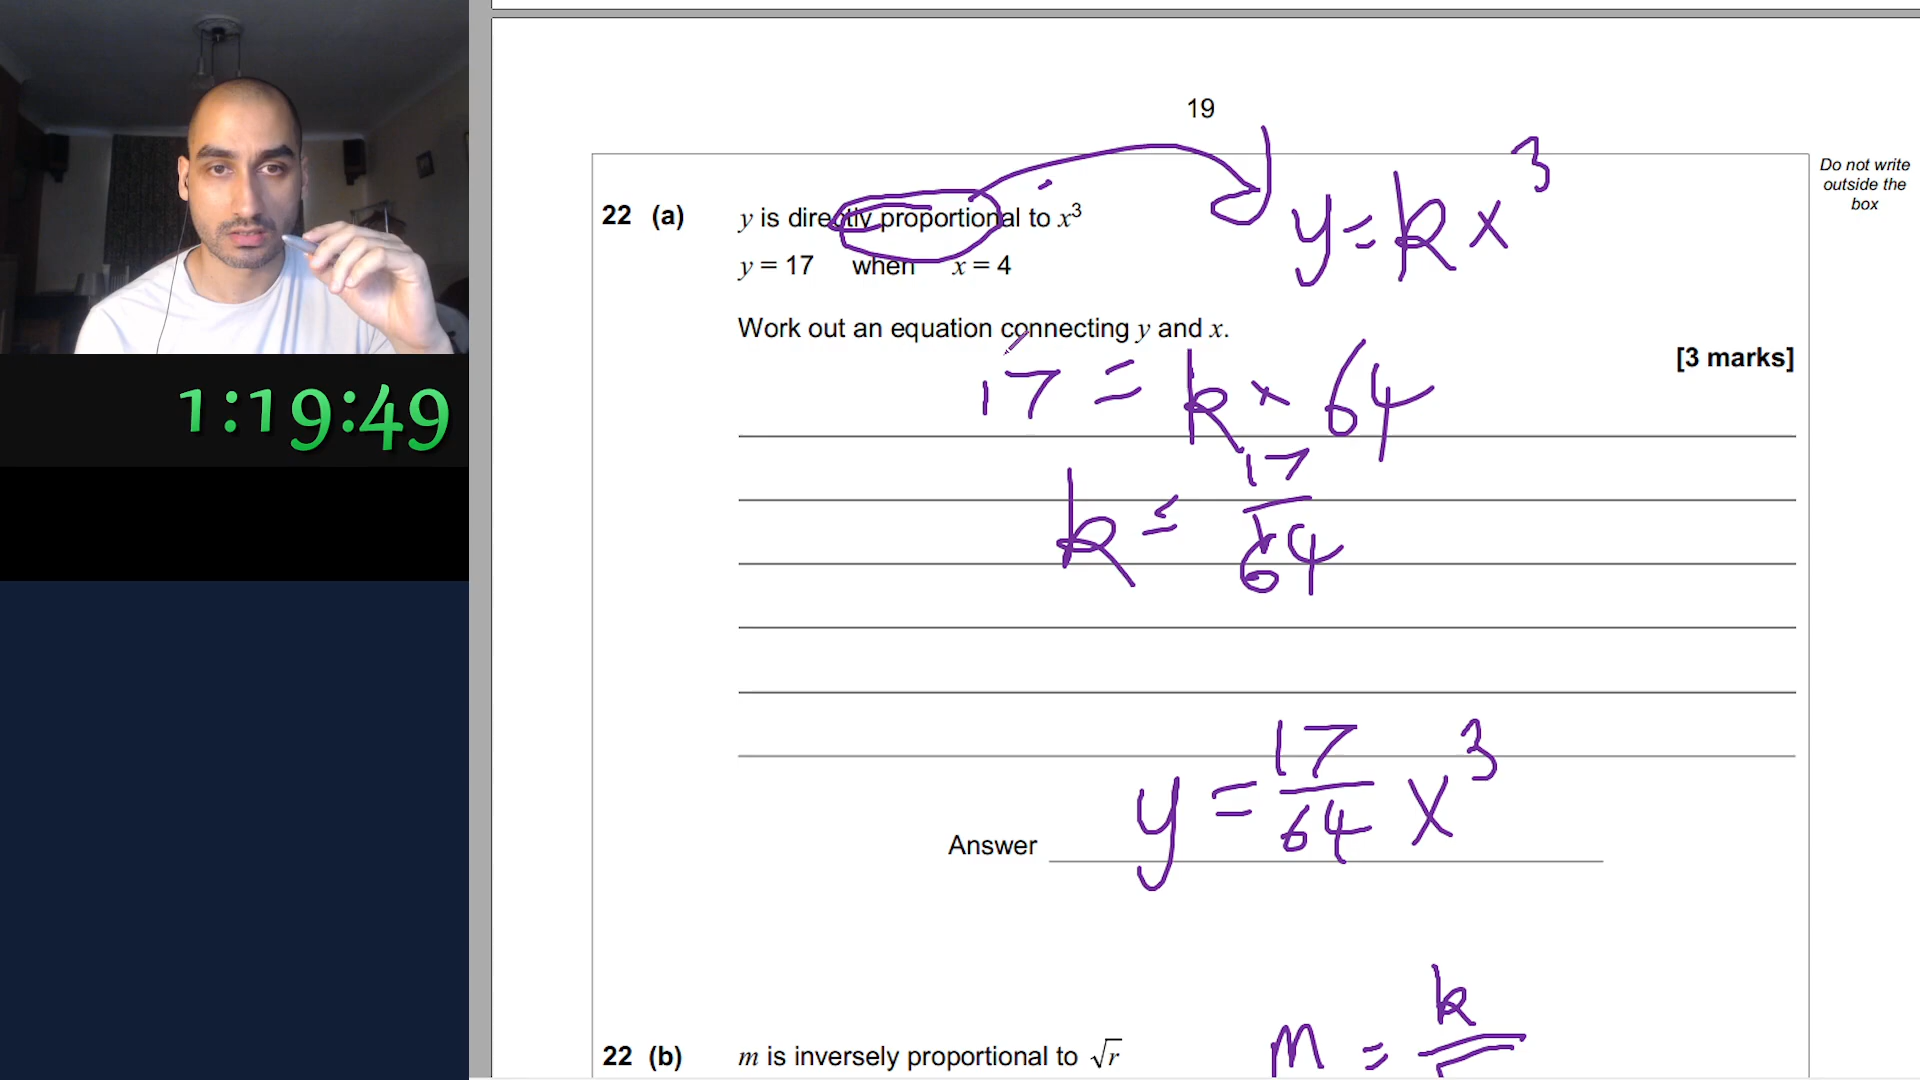 1:19:49
19
Do not write
outside the
box
22 (a) y is directly proportional to x³
y = kx³
y = 17 when x = 4
Work out an equation connecting y and x.
[3 marks]
17 = k × 64
k = 17/64
y = 17/64 x³
Answer
22 (b) m is inversely proportional to √r
m = k